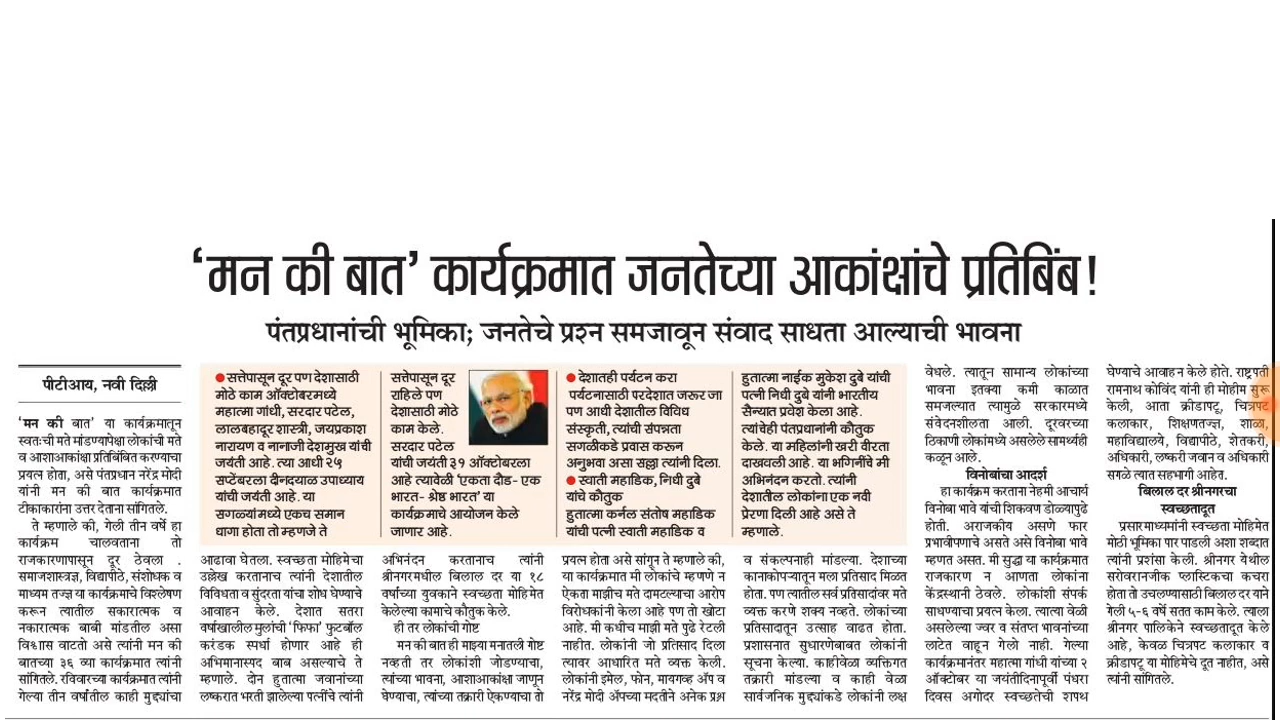 ‘मन की बात’ कार्यक्रमात जनतेच्या आकांक्षांचे प्रतिबिंब!
पंतप्रधानांची भूमिका; जनतेचे प्रश्न समजावून संवाद साधता आल्याची भावना
पीटीआय, नवी दिल्ली
‘मन की बात’ या कार्यक्रमातून
स्वतःची मते मांडण्यापेक्षा लोकांची मते
व आशाआकांक्षा प्रतिबिंबित करण्याचा
प्रयत्न होता, असे पंतप्रधान नरेंद्र मोदी
यांनी मन की बात कार्यक्रमात
टीकाकारांना उत्तर देताना सांगितले.
ते म्हणाले की, गेली तीन वर्षे हा
कार्यक्रम चालवताना तो
राजकारणापासून दूर ठेवला .
समाजशास्त्रज्ञ, विद्यापीठे, संशोधक व
माध्यम तज्ज्ञ या कार्यक्रमाचे विश्लेषण
करून त्यातील सकारात्मक व
नकारात्मक बाबी मांडतील असा
विश्वास वाटतो असे त्यांनी मन की
बातच्या ३६ व्या कार्यक्रमात त्यांनी
सांगितले. रविवारच्या कार्यक्रमात त्यांनी
गेल्या तीन वर्षांतील काही मुद्द्यांचा
● सत्तेपासून दूर पण देशासाठी
मोठे काम ऑक्टोबरमध्ये
महात्मा गांधी, सरदार पटेल,
लालबहादूर शास्त्री, जयप्रकाश
नारायण व नानाजी देशमुख यांची
जयंती आहे. त्या आधी २५
सप्टेंबरला दीनदयाळ उपाध्याय
यांची जयंती आहे. या
सगळ्यांमध्ये एकच समान
धागा होता तो म्हणजे ते
सत्तेपासून दूर
राहिले पण
देशासाठी मोठे
काम केले.
सरदार पटेल
यांची जयंती ३१ ऑक्टोबरला
आहे त्यावेळी ‘एकता दौड- एक
भारत- श्रेष्ठ भारत’ या
कार्यक्रमाचे आयोजन केले
जाणार आहे.
● देशातही पर्यटन करा
पर्यटनासाठी परदेशात जरूर जा
पण आधी देशातील विविध
संस्कृती, त्यांची संपन्नता
सगळीकडे प्रवास करून
अनुभवा असा सल्ला त्यांनी दिला.
● स्वाती महाडिक, निधी दुबे
यांचे कौतुक
हुतात्मा कर्नल संतोष महाडिक
यांची पत्नी स्वाती महाडिक व
हुतात्मा नाईक मुकेश दुबे यांची
पत्नी निधी दुबे यांनी भारतीय
सैन्यात प्रवेश केला आहे.
त्यांचेही पंतप्रधानांनी कौतुक
केले. या महिलांनी खरी वीरता
दाखवली आहे. या भगिनींचे मी
अभिनंदन करतो. त्यांनी
देशातील लोकांना एक नवी
प्रेरणा दिली आहे असे ते
म्हणाले.
आढावा घेतला. स्वच्छता मोहिमेचा
उल्लेख करतानाच त्यांनी देशातील
विविधता व सुंदरता यांचा शोध घेण्याचे
आवाहन केले. देशात सतरा
वर्षाखालील मुलांची ‘फिफा’ फुटबॉल
करंडक स्पर्धा होणार आहे ही
अभिमानास्पद बाब असल्याचे ते
म्हणाले. दोन हुतात्मा जवानांच्या
लष्करात भरती झालेल्या पत्नींचे त्यांनी
अभिनंदन करतानाच त्यांनी
श्रीनगरमधील बिलाल दर या १८
वर्षाच्या युवकाने स्वच्छता मोहिमेत
केलेल्या कामाचे कौतुक केले.
ही तर लोकांची गोष्ट
मन की बात ही माझ्या मनातली गोष्ट
नव्हती तर लोकांशी जोडण्याचा,
त्यांच्या भावना, आशाआकांक्षा जाणून
घेण्याचा, त्यांच्या तक्रारी ऐकण्याचा तो
प्रयत्न होता असे सांगून ते म्हणाले की,
या कार्यक्रमात मी लोकांचे म्हणणे न
ऐकता माझीच मते दामटल्याचा आरोप
विरोधकांनी केला आहे पण तो खोटा
आहे. मी कधीच माझी मते पुढे रेटली
नाहीत. लोकांनी जो प्रतिसाद दिला
त्यावर आधारित मते व्यक्त केली.
लोकांनी इमेल, फोन, मायगव्ह अ‍ॅप व
नरेंद्र मोदी अ‍ॅपच्या मदतीने अनेक प्रश्न
व संकल्पनाही मांडल्या. देशाच्या
कानाकोपऱ्यातून मला प्रतिसाद मिळत
होता. पण त्यातील सर्व प्रतिसादांवर मते
व्यक्त करणे शक्य नव्हते. लोकांच्या
प्रतिसादातून उत्साह वाढत होता.
प्रशासनात सुधारणेबाबत लोकांनी
सूचना केल्या. काहीवेळा व्यक्तिगत
तक्रारी मांडल्या व काही वेळा
सार्वजनिक मुद्द्यांकडे लोकांनी लक्ष
वेधले. त्यातून सामान्य लोकांच्या
भावना इतक्या कमी काळात
समजल्यात त्यामुळे सरकारमध्ये
संवेदनशीलता आली. दूरवरच्या
ठिकाणी लोकांमध्ये असलेले सामर्थ्यही
कळून आले.
विनोबांचा आदर्श
हा कार्यक्रम करताना नेहमी आचार्य
विनोबा भावे यांची शिकवण डोळ्यापुढे
होती. अराजकीय असणे फार
प्रभावीपणाचे असते असे विनोबा भावे
म्हणत असत. मी सुद्धा या कार्यक्रमात
राजकारण न आणता लोकांना
केंद्रस्थानी ठेवले. लोकांशी संपर्क
साधण्याचा प्रयत्न केला. त्यात्या वेळी
असलेल्या ज्वर व संतप्त भावनांच्या
लाटेत वाहून गेलो नाही. गेल्या
कार्यक्रमानंतर महात्मा गांधी यांच्या २
ऑक्टोबर या जयंतीदिनापूर्वी पंधरा
दिवस अगोदर स्वच्छतेची शपथ
घेण्याचे आवाहन केले होते. राष्ट्रपती
रामनाथ कोविंद यांनी ही मोहीम सुरू
केली, आता क्रीडापटू, चित्रपट
कलाकार, शिक्षणतज्ज्ञ, शाळा,
महाविद्यालये, विद्यापीठे, शेतकरी,
अधिकारी, लष्करी जवान व अधिकारी
सगळे त्यात सहभागी आहेत.
बिलाल दर श्रीनगरचा
स्वच्छतादूत
प्रसारमाध्यमांनी स्वच्छता मोहिमेत
मोठी भूमिका पार पाडली अशा शब्दात
त्यांनी प्रशंसा केली. श्रीनगर येथील
सरोवरानजीक प्लास्टिकचा कचरा
होता तो उचलण्यासाठी बिलाल दर याने
गेली ५-६ वर्षे सतत काम केले. त्याला
श्रीनगर पालिकेने स्वच्छतादूत केले
आहे, केवळ चित्रपट कलाकार व
क्रीडापटू या मोहिमेचे दूत नाहीत, असे
त्यांनी सांगितले.